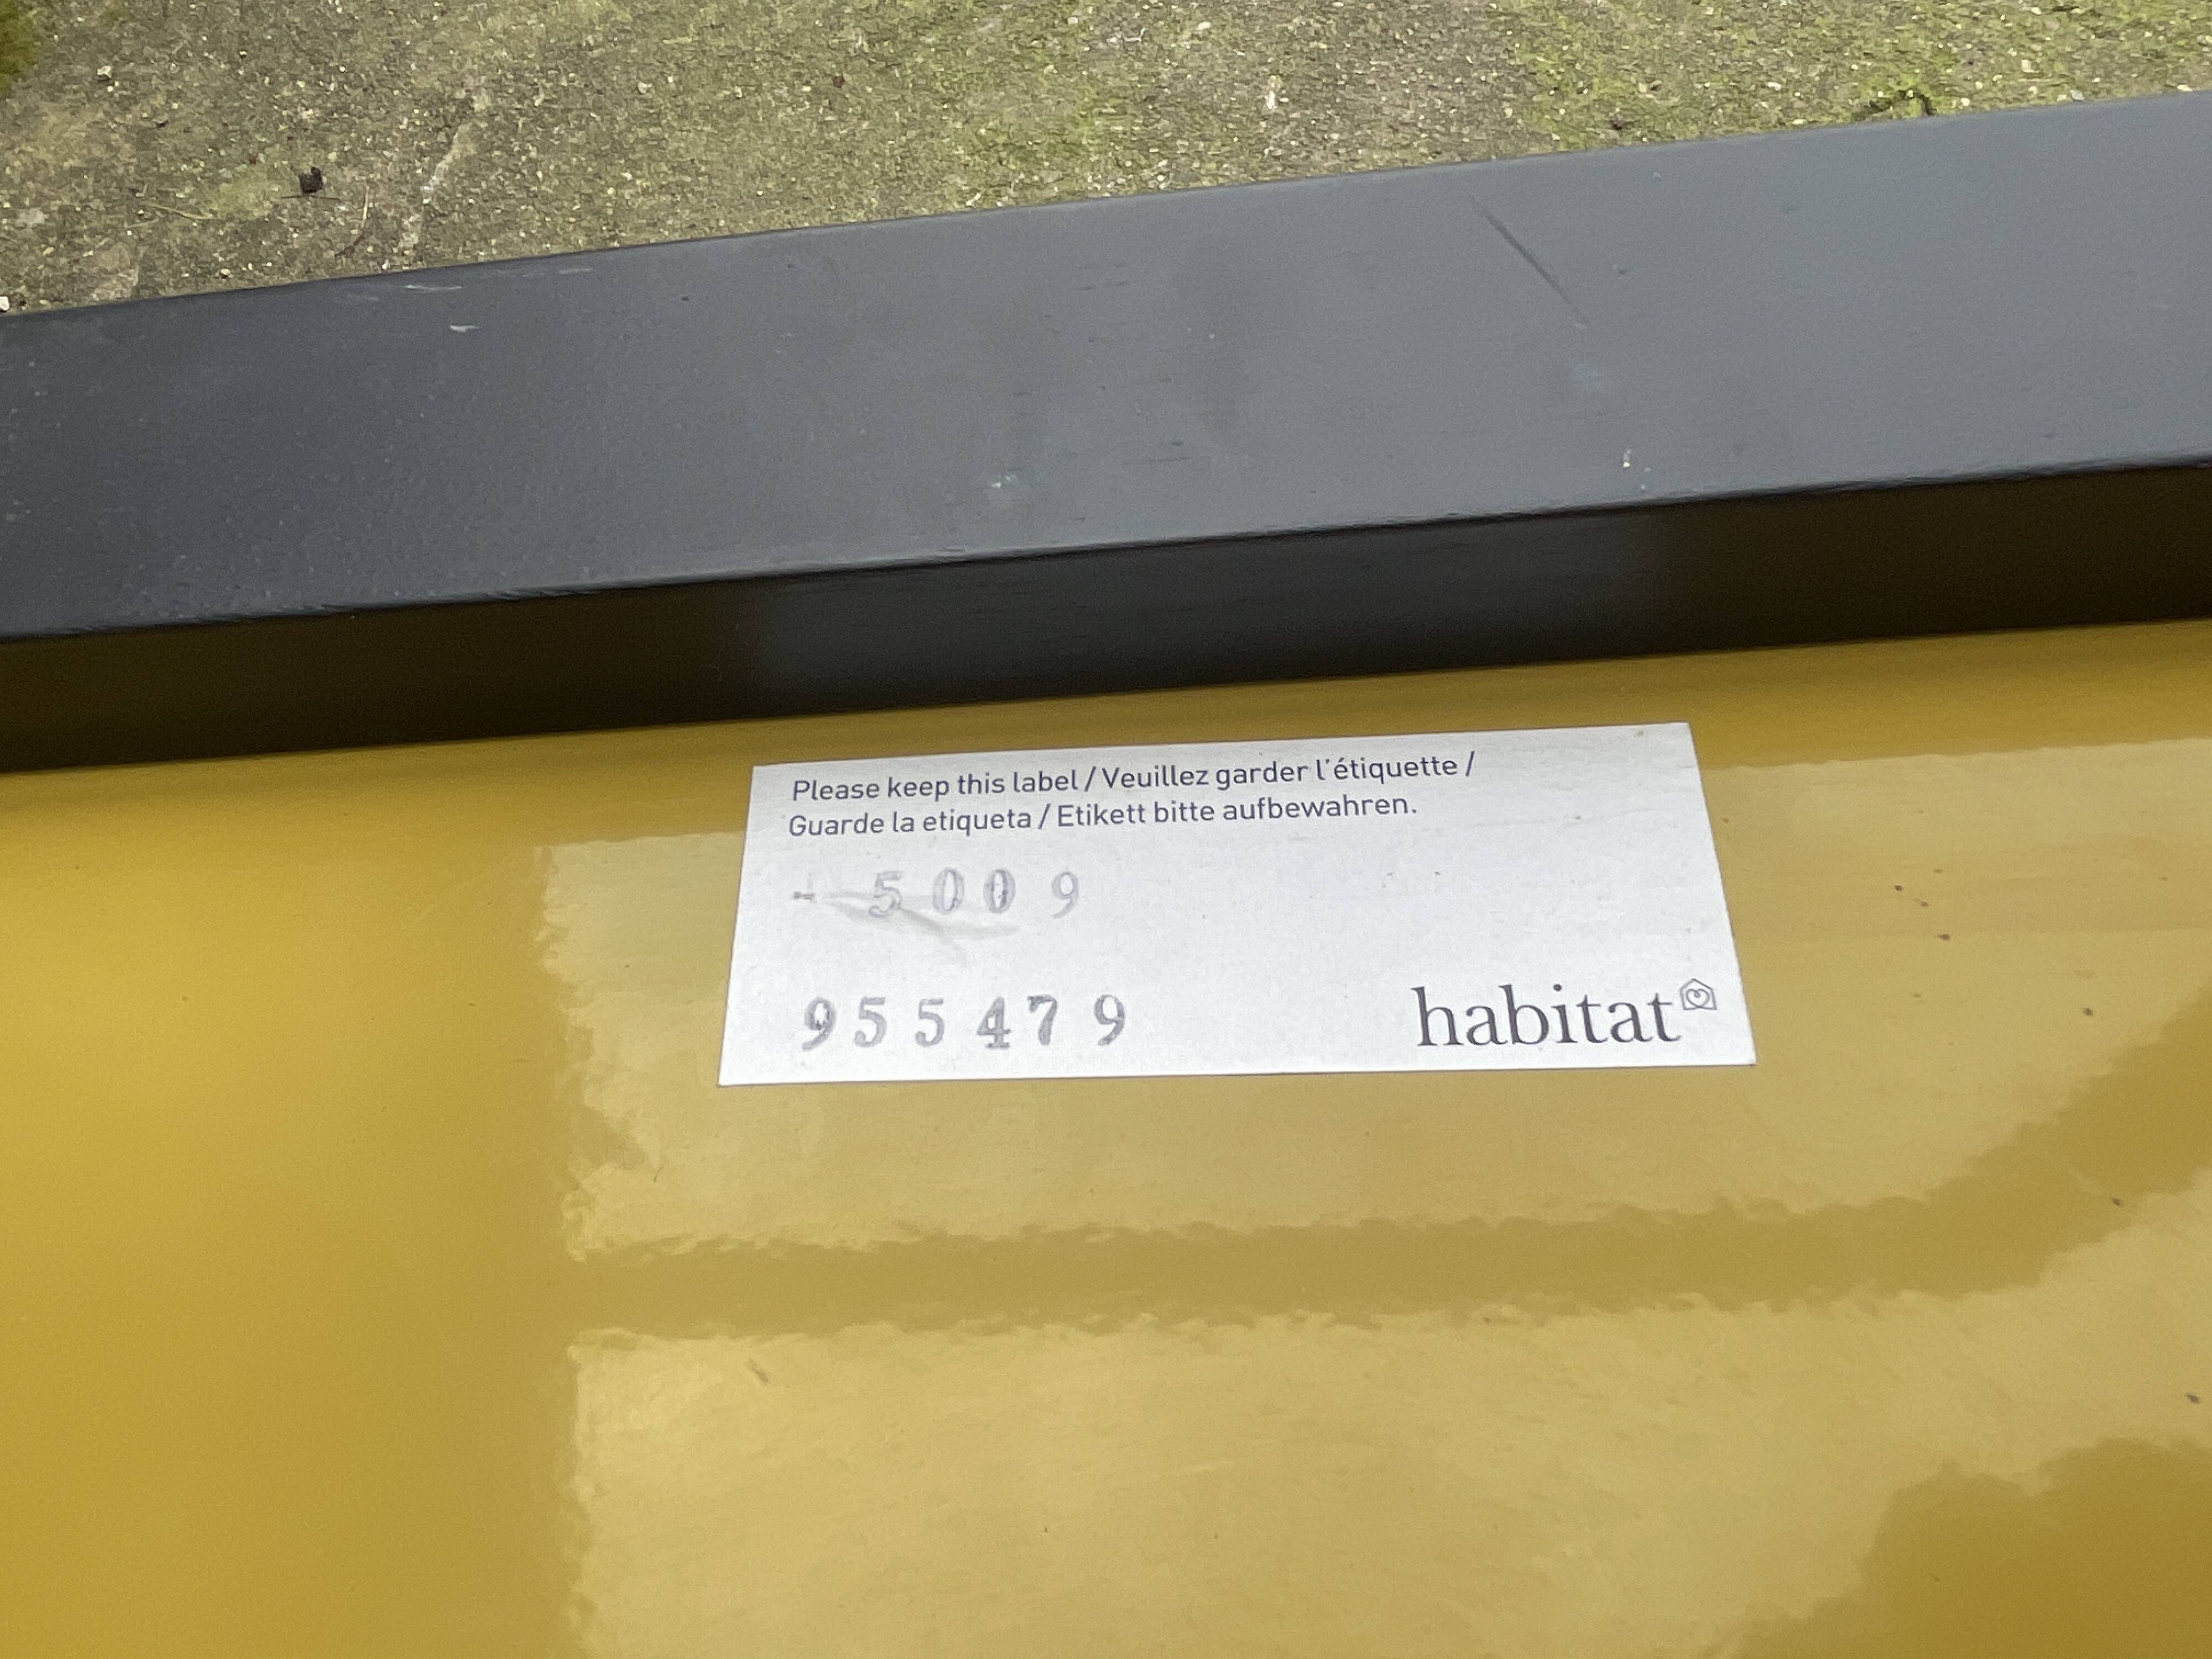 Please keep this label / Veuillez garder l'étiquette /
Guarde la etiqueta / Etikett bitte aufbewahren.
- 5009
955479
habitat